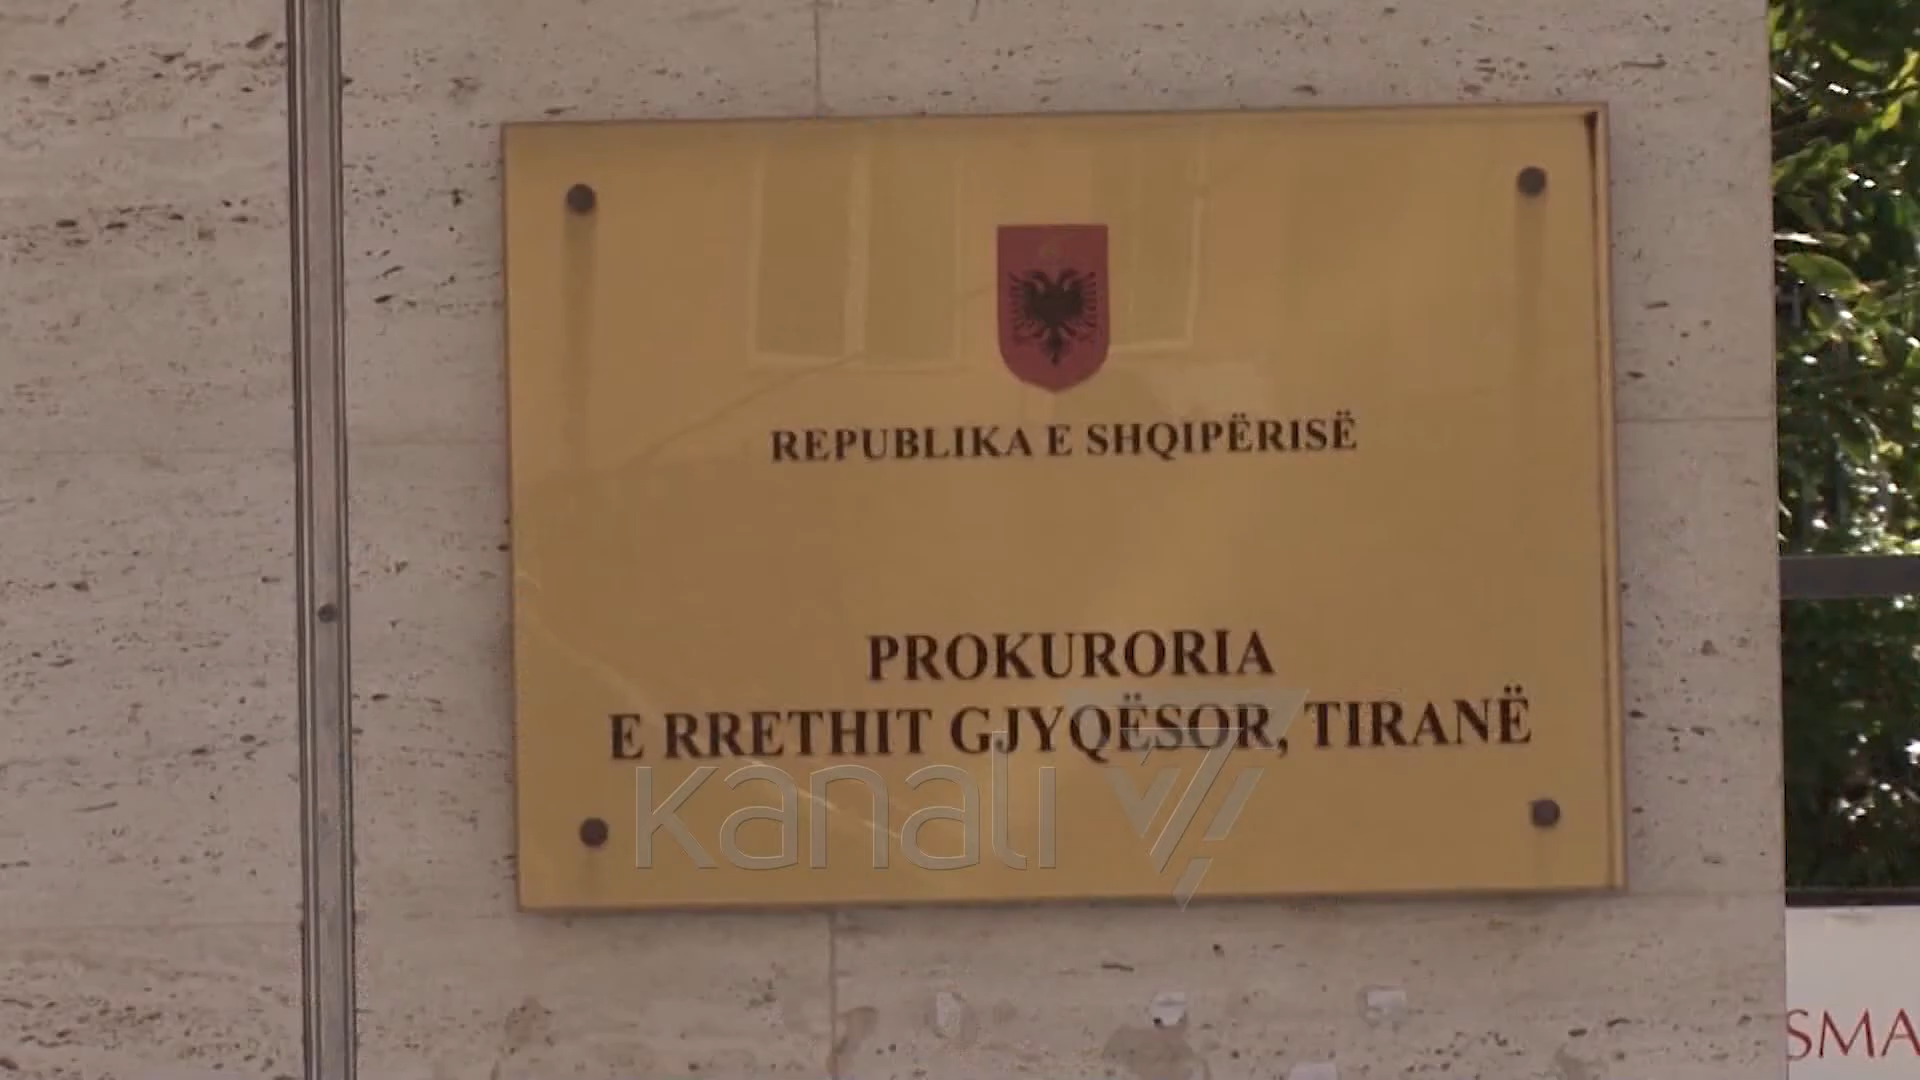 REPUBLIKA E SHQIPËRISË
PROKURORIA
E RRETHIT GJYQËSOR, TIRANË
kanali 7
SMA